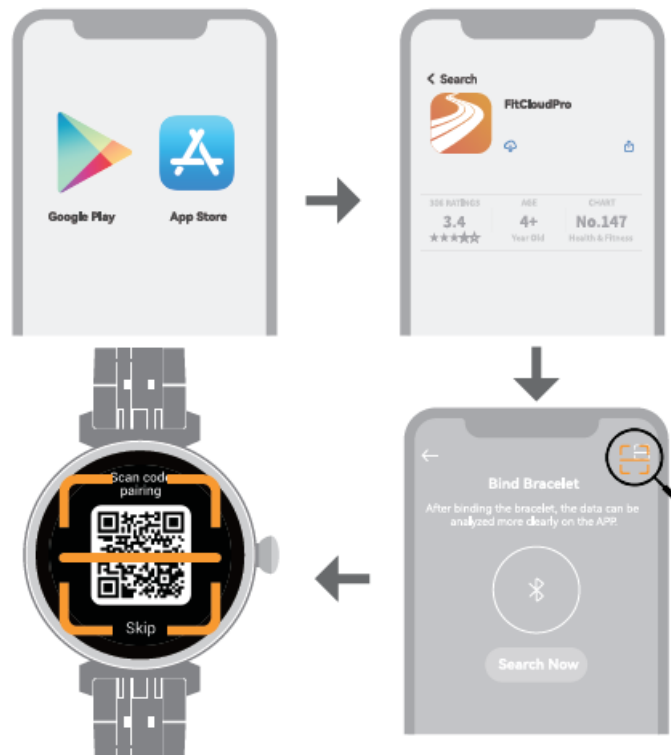 Google Play
App Store
Search
FitCloudPro
306 RATINGS
3.4
AGE
4+
Year Old
CHART
No.147
Health & Fitness
Bind Bracelet
After binding the bracelet, the data can be
analyzed more clearly on the APP.
Search Now
Scan code
pairing
Skip